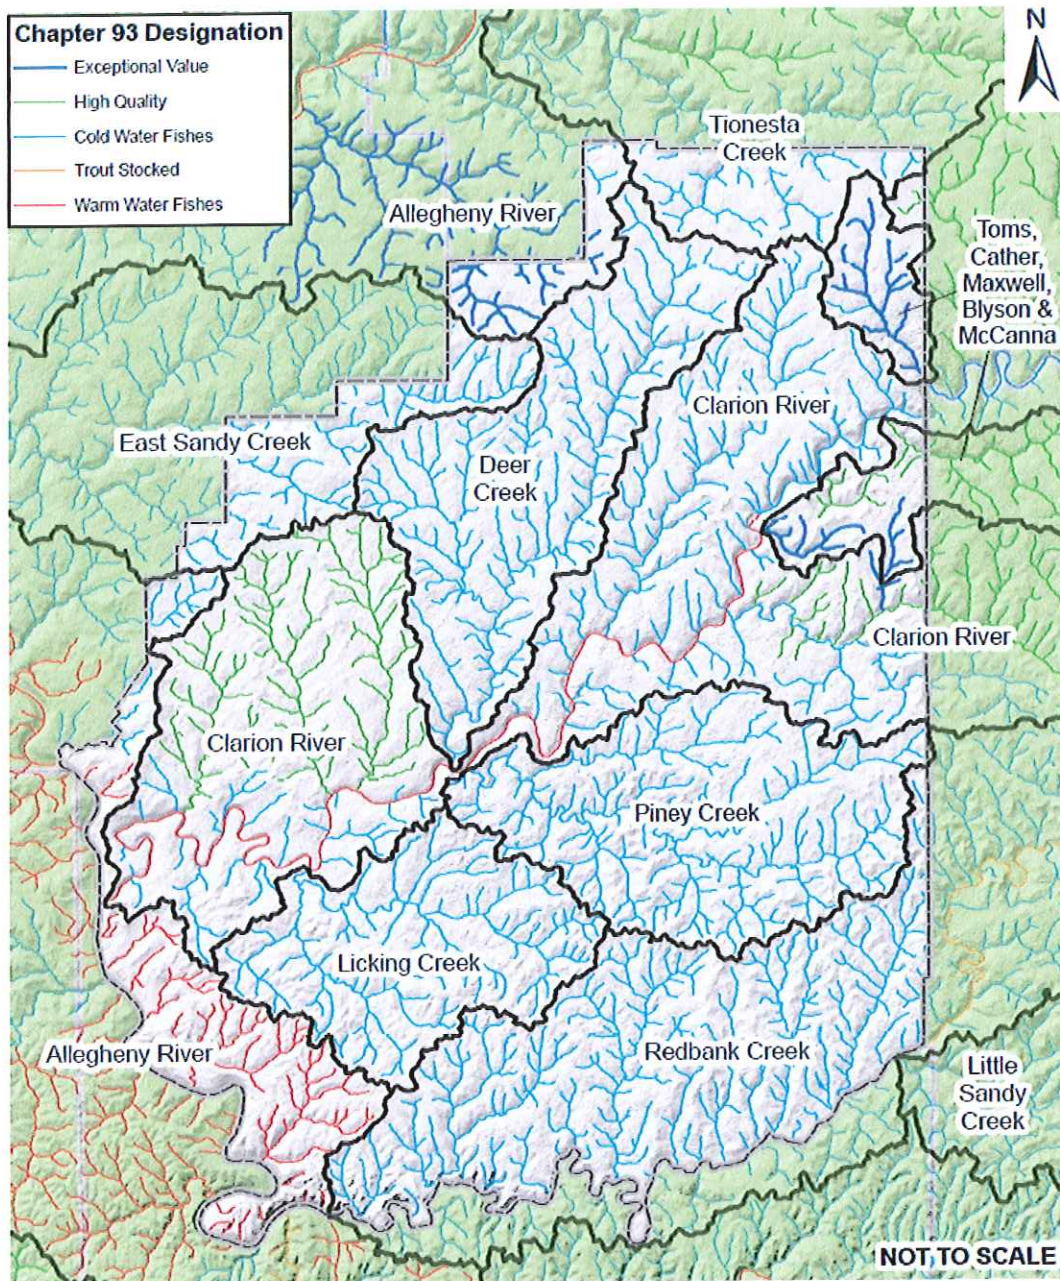 Chapter 93 Designation
Exceptional Value
High Quality
Cold Water Fishes
Trout Stocked
Warm Water Fishes
N
Tionesta
Creek
Allegheny River
Toms,
Cather,
Maxwell,
Blyson &
McCanna
Clarion River
East Sandy Creek
Deer
Creek
Clarion River
Clarion River
Piney Creek
Licking Creek
Allegheny River
Redbank Creek
Little
Sandy
Creek
NOT TO SCALE